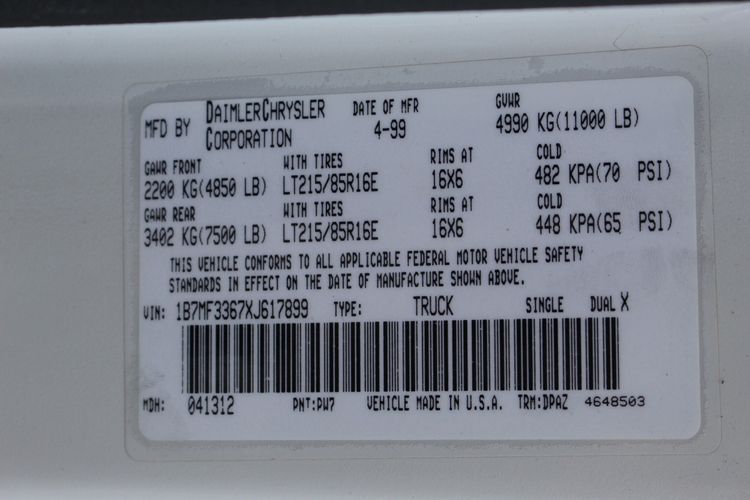 MFD BY DAIMLERCHRYSLER CORPORATION DATE OF MFR 4-99 GVWR 4990 KG(11000 LB)
GAWR FRONT WITH TIRES RIMS AT COLD
2200 KG(4850 LB) LT215/85R16E 16X6 482 KPA(70 PSI)
GAWR REAR WITH TIRES RIMS AT COLD
3402 KG(7500 LB) LT215/85R16E 16X6 448 KPA(65 PSI)
THIS VEHICLE CONFORMS TO ALL APPLICABLE FEDERAL MOTOR VEHICLE SAFETY
STANDARDS IN EFFECT ON THE DATE OF MANUFACTURE SHOWN ABOVE.
VIN: 1B7MF3367XJ617899 TYPE: TRUCK SINGLE DUAL X
MDH: 041312 PNT:PW7 VEHICLE MADE IN U.S.A. TRM:DPAZ 4648503